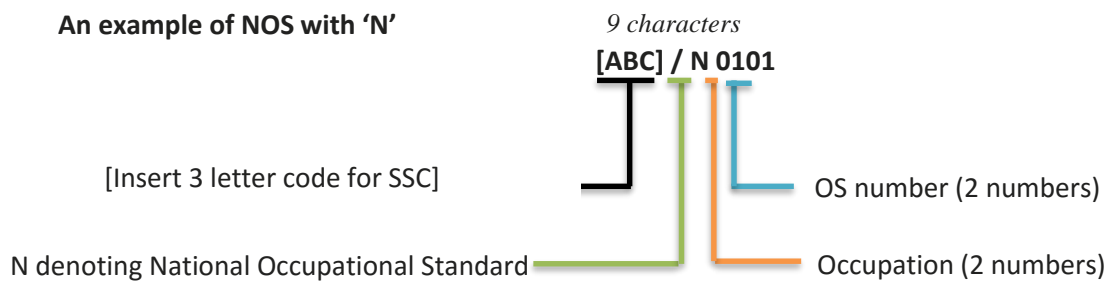 An example of NOS with ‘N’
9 characters
[ABC] / N 0101
[Insert 3 letter code for SSC]
OS number (2 numbers)
N denoting National Occupational Standard
Occupation (2 numbers)